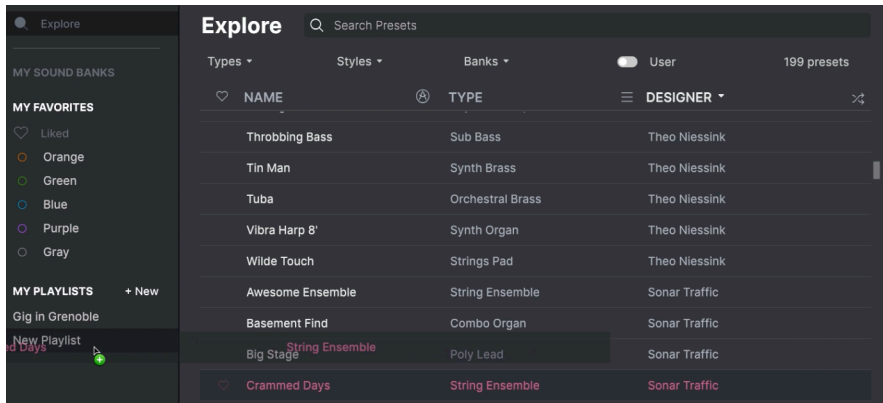 Explore
MY SOUND BANKS
MY FAVORITES
Liked
Orange
Green
Blue
Purple
Gray
MY PLAYLISTS + New
Gig in Grenoble
New Playlist
ed Days String Ensemble
Explore Search Presets
Types Styles Banks User 199 presets
NAME TYPE DESIGNER
Throbbing Bass Sub Bass Theo Niessink
Tin Man Synth Brass Theo Niessink
Tuba Orchestral Brass Theo Niessink
Vibra Harp 8' Synth Organ Theo Niessink
Wilde Touch Strings Pad Theo Niessink
Awesome Ensemble String Ensemble Sonar Traffic
Basement Find Combo Organ Sonar Traffic
Big Stage Poly Lead Sonar Traffic
Crammed Days String Ensemble Sonar Traffic